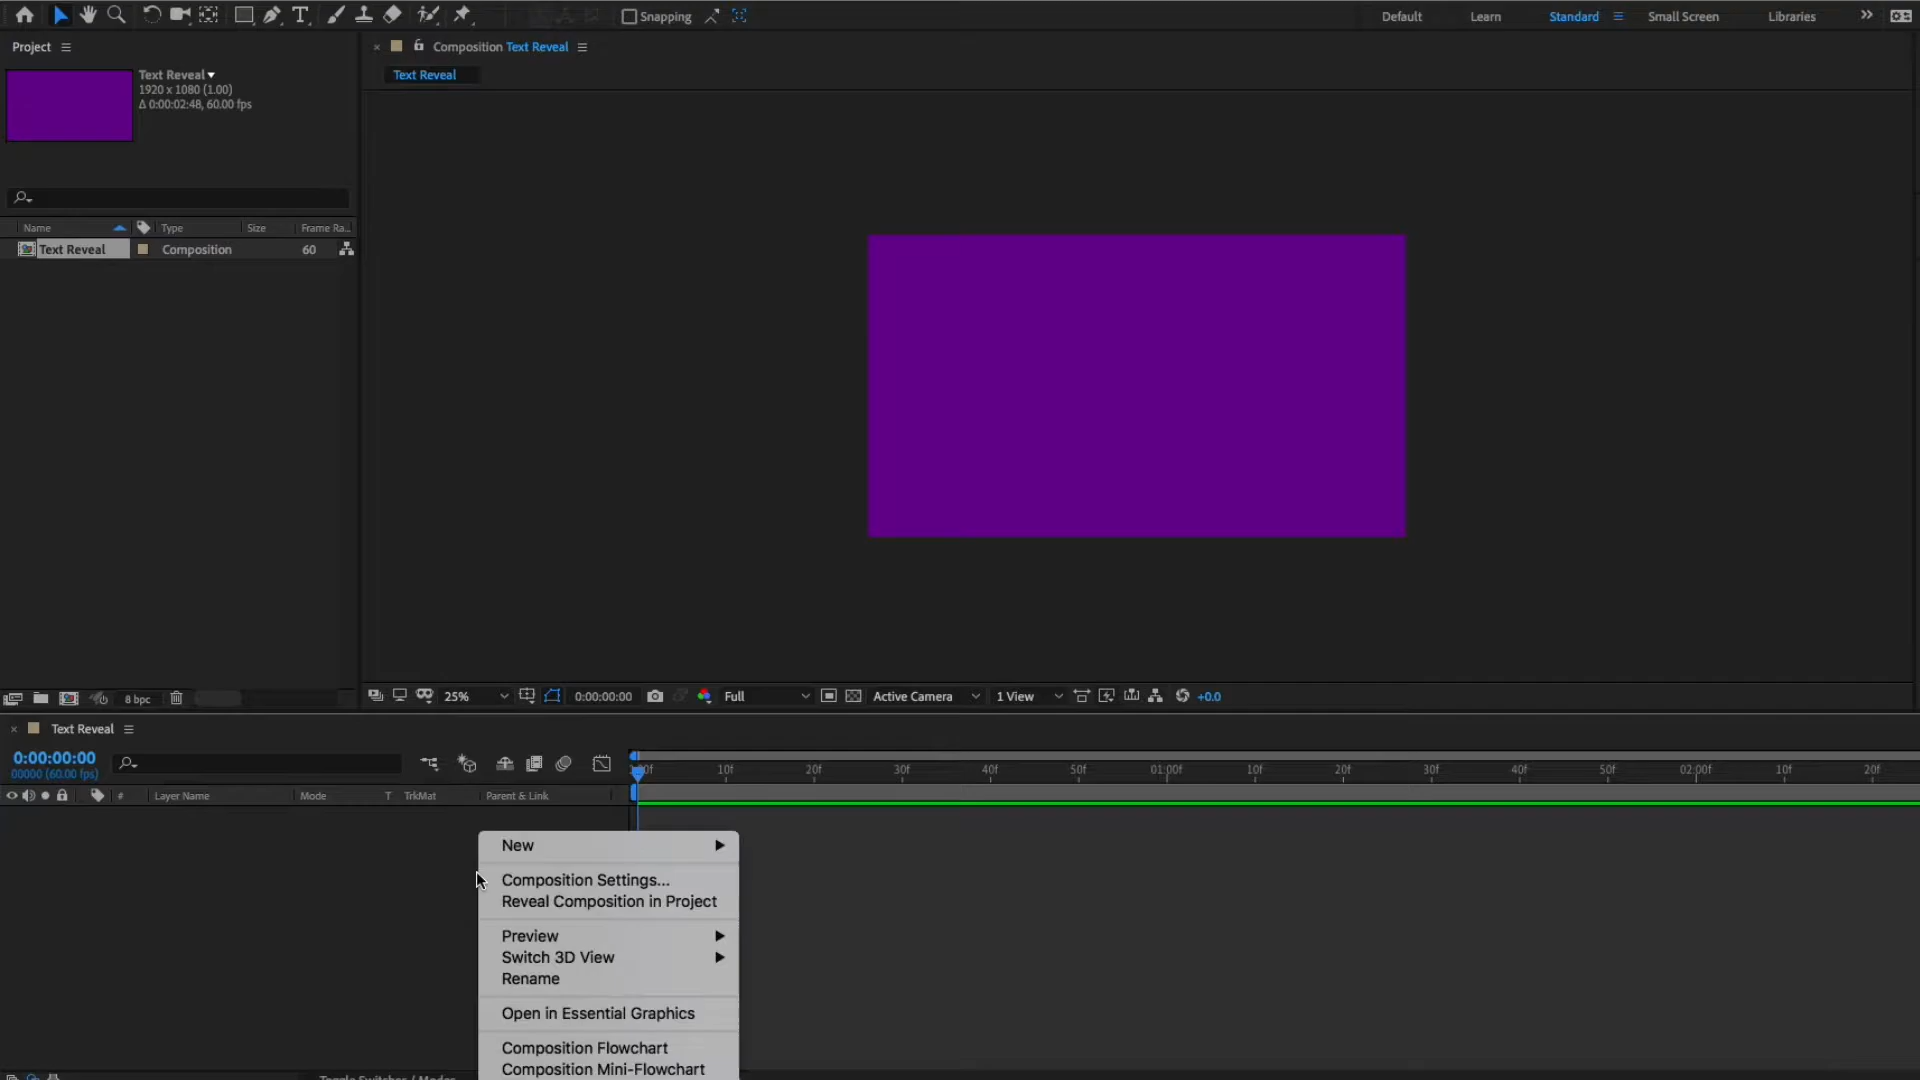 Snapping
Default
Learn
Standard
Small Screen
Libraries
Project
Text Reveal
1920 x 1080 (1.00)
Δ 0:00:02:48, 60.00 fps
Composition Text Reveal
Text Reveal
Name
Type
Size
Frame Ra...
Text Reveal
Composition
60
8 bpc
25%
0:00:00:00
Full
Active Camera
1 View
+0.0
Text Reveal
0:00:00:00
00000 (60.00 fps)
10f
20f
30f
40f
50f
01:00f
10f
20f
30f
40f
50f
02:00f
10f
20f
#
Layer Name
Mode
T
TrkMat
Parent & Link
New
Composition Settings...
Reveal Composition in Project
Preview
Switch 3D View
Rename
Open in Essential Graphics
Composition Flowchart
Composition Mini-Flowchart